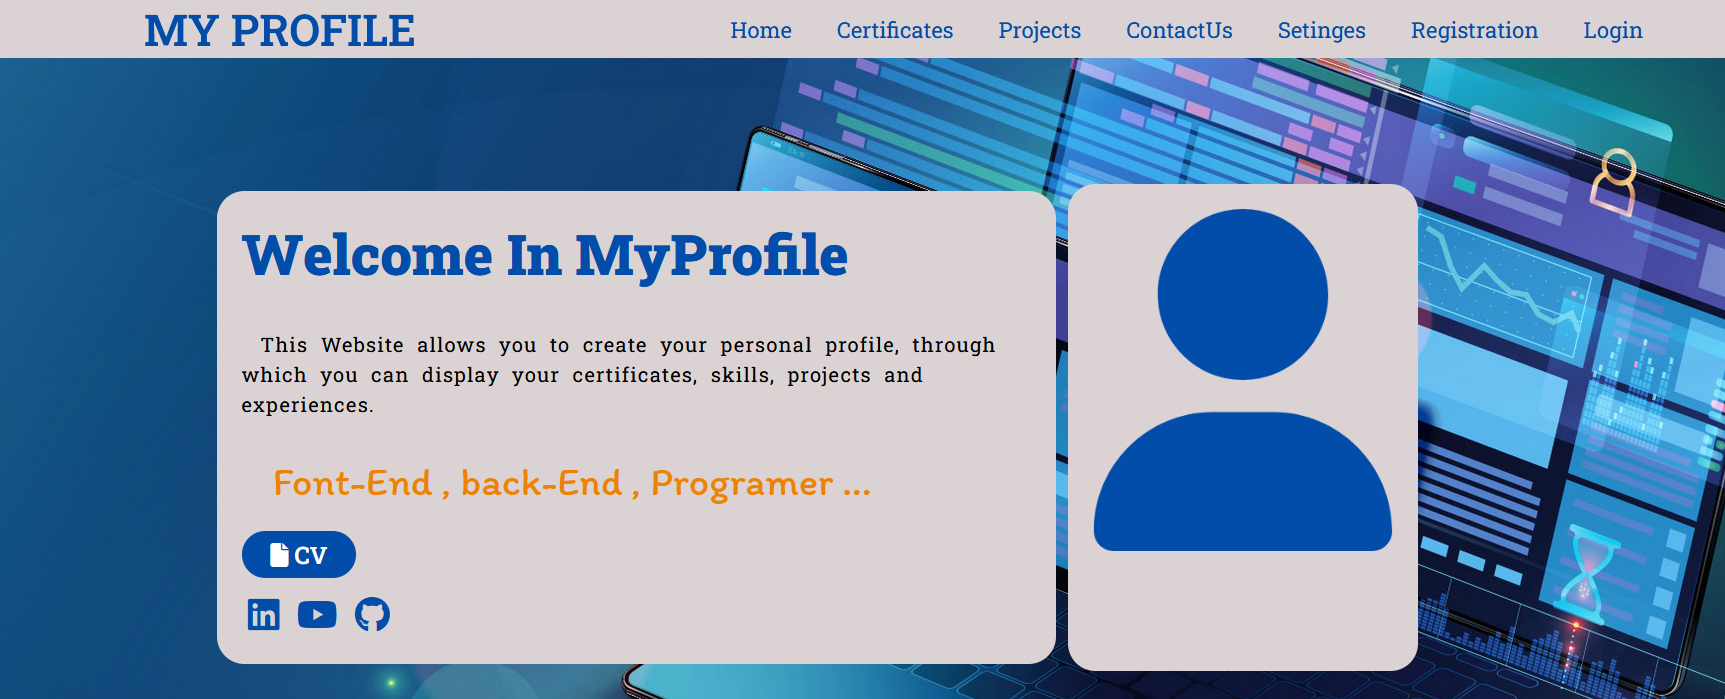 MY PROFILE
Home Certificates Projects ContactUs Setinges Registration Login
Welcome In MyProfile
This Website allows you to create your personal profile, through
which you can display your certificates, skills, projects and
experiences.
Font-End , back-End , Programer ...
CV
in